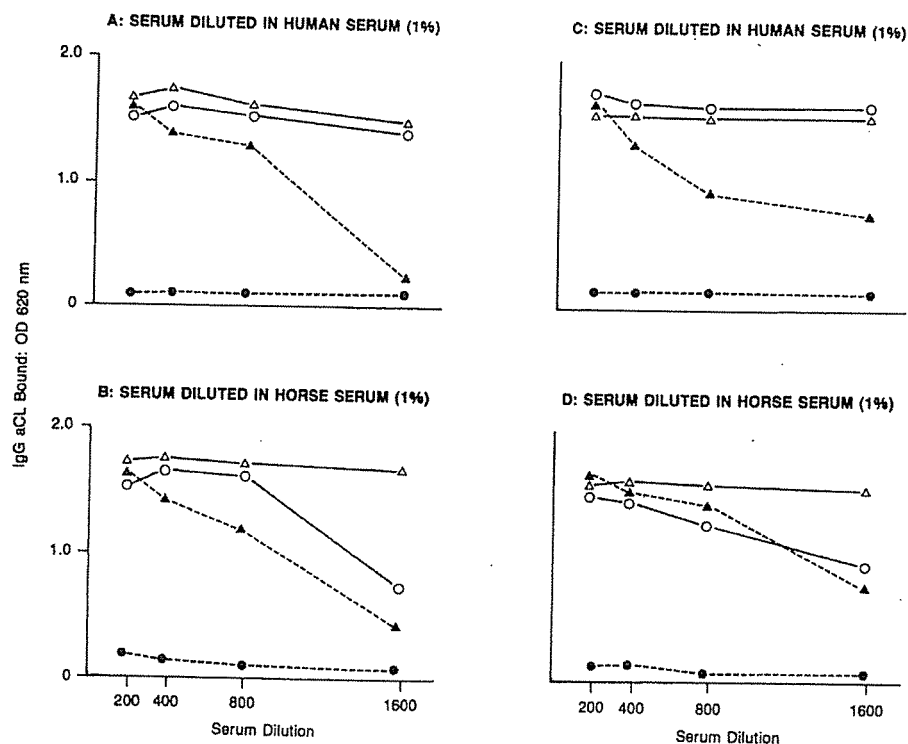 A: SERUM DILUTED IN HUMAN SERUM (1%)
C: SERUM DILUTED IN HUMAN SERUM (1%)
2.0
1.0
0
IgG aCL Bound: OD 620 nm
B: SERUM DILUTED IN HORSE SERUM (1%)
D: SERUM DILUTED IN HORSE SERUM (1%)
2.0
1.0
0
200 400 800 1600
Serum Dilution
200 400 800 1600
Serum Dilution